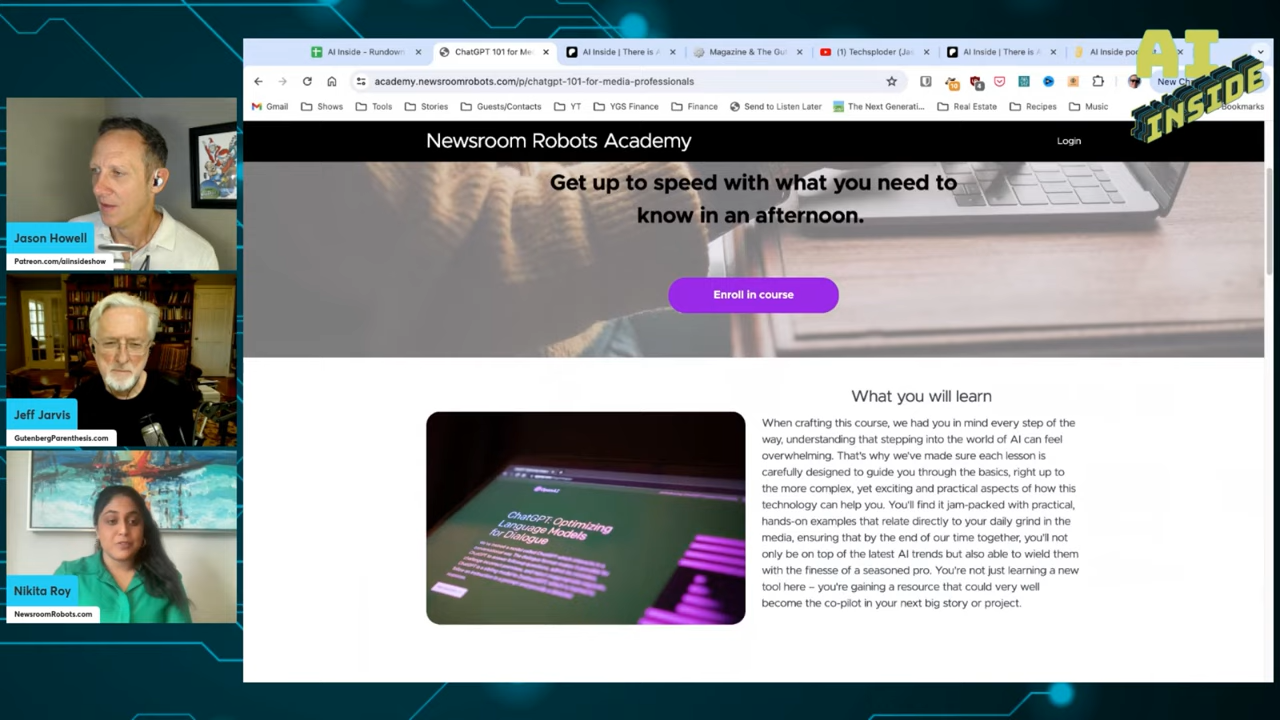 AI Inside - Rundown
ChatGPT 101 for Me
AI Inside | There is A
Magazine & The Gu
(1) Techsploder (Jas
AI Inside | There is A
AI Inside po
AI
INSIDE
academy.newsroomrobots.com/p/chatgpt-101-for-media-professionals
New Ch
Gmail
Shows
Tools
Stories
Guests/Contacts
YT
YGS Finance
Finance
Send to Listen Later
The Next Generati...
Real Estate
Recipes
Music
Bookmarks
Newsroom Robots Academy
Login
Get up to speed with what you need to
know in an afternoon.
Enroll in course
What you will learn
When crafting this course, we had you in mind every step of the
way, understanding that stepping into the world of AI can feel
overwhelming. That's why we've made sure each lesson is
carefully designed to guide you through the basics, right up to
the more complex, yet exciting and practical aspects of how this
technology can help you. You'll find it jam-packed with practical,
hands-on examples that relate directly to your daily grind in the
media, ensuring that by the end of our time together, you'll not
only be on top of the latest AI trends but also able to wield them
with the finesse of a seasoned pro. You're not just learning a new
tool here – you're gaining a resource that could very well
become the co-pilot in your next big story or project.
ChatGPT: Optimizing
Language Models
for Dialogue
Jason Howell
Patreon.com/aiinsideshow
Jeff Jarvis
GutenbergParenthesis.com
Nikita Roy
NewsroomRobots.com